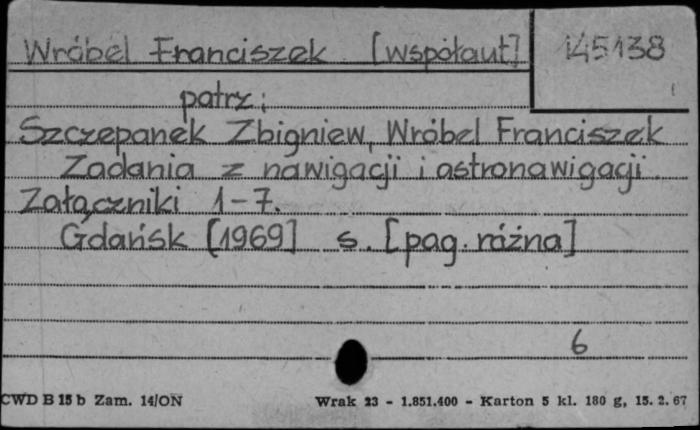 Wróbel Franciszek [współaut] 145138
patrz:
Szczepanek Zbigniew, Wróbel Franciszek
Zadania z nawigacji i astronawigacji.
Załączniki 1-7.
Gdańsk [1969] s. [pag. różna]
6
CWD B 15 b Zam. 14/ON Wrak 23 - 1.851.400 - Karton 5 kl. 180 g, 15. 2. 67